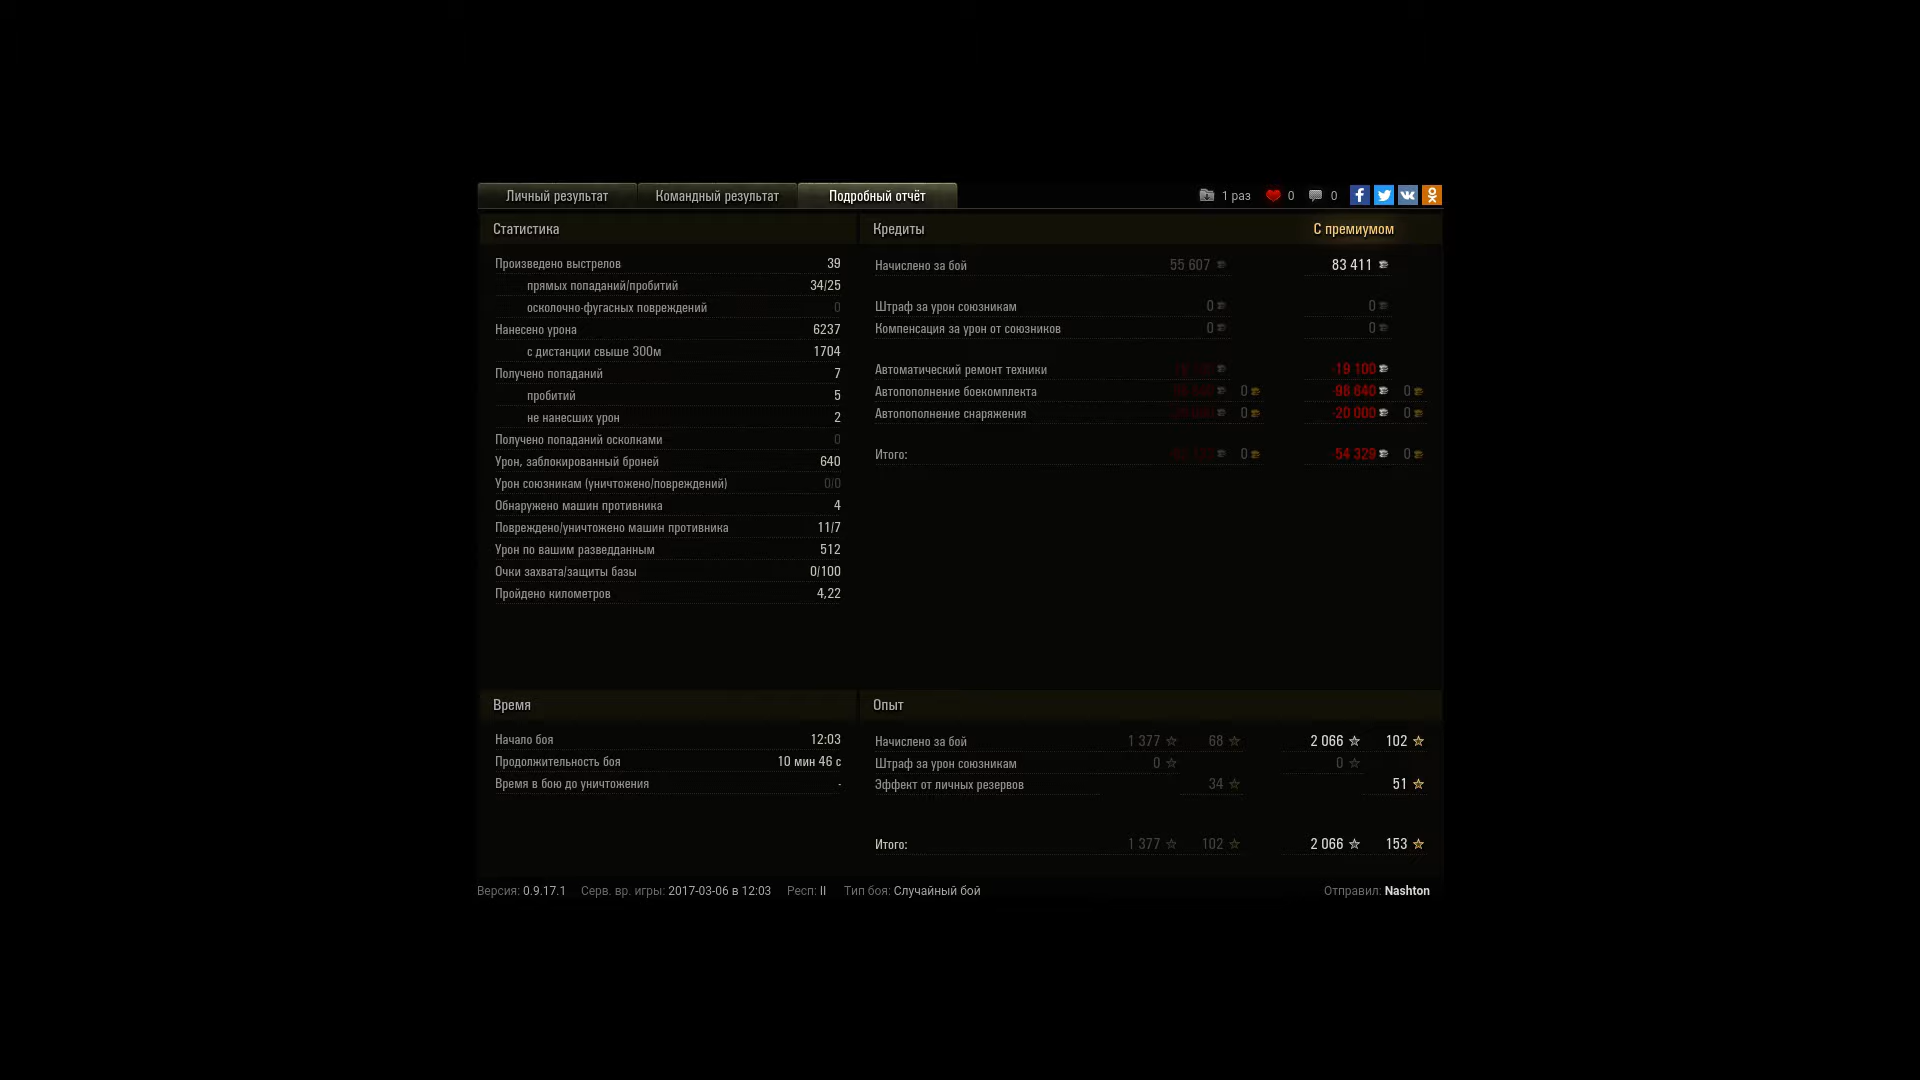 Личный результат Командный результат Подробный отчёт 1 раз 0 0
Статистика
Произведено выстрелов 39
прямых попаданий/пробитий 34/25
осколочно-фугасных повреждений 0
Нанесено урона 6237
с дистанции свыше 300м 1704
Получено попаданий 7
пробитий 5
не нанесших урон 2
Получено попаданий осколками 0
Урон, заблокированный броней 640
Урон союзникам (уничтожено/повреждений) 0/0
Обнаружено машин противника 4
Повреждено/уничтожено машин противника 11/7
Урон по вашим разведданным 512
Очки захвата/защиты базы 0/100
Пройдено километров 4,22
Кредиты С премиумом
Начислено за бой 55 607 83 411
Штраф за урон союзникам 0 0
Компенсация за урон от союзников 0 0
Автоматический ремонт техники -19 100
Автопополнение боекомплекта 0 -98 640 0
Автопополнение снаряжения 0 -20 000 0
Итого: 0 -54 329 0
Время
Начало боя 12:03
Продолжительность боя 10 мин 46 с
Время в бою до уничтожения -
Опыт
Начислено за бой 1 377 68 2 066 102
Штраф за урон союзникам 0 0
Эффект от личных резервов 34 51
Итого: 1 377 102 2 066 153
Версия: 0.9.17.1 Серв. вр. игры: 2017-03-06 в 12:03 Респ: II Тип боя: Случайный бой Отправил: Nashton